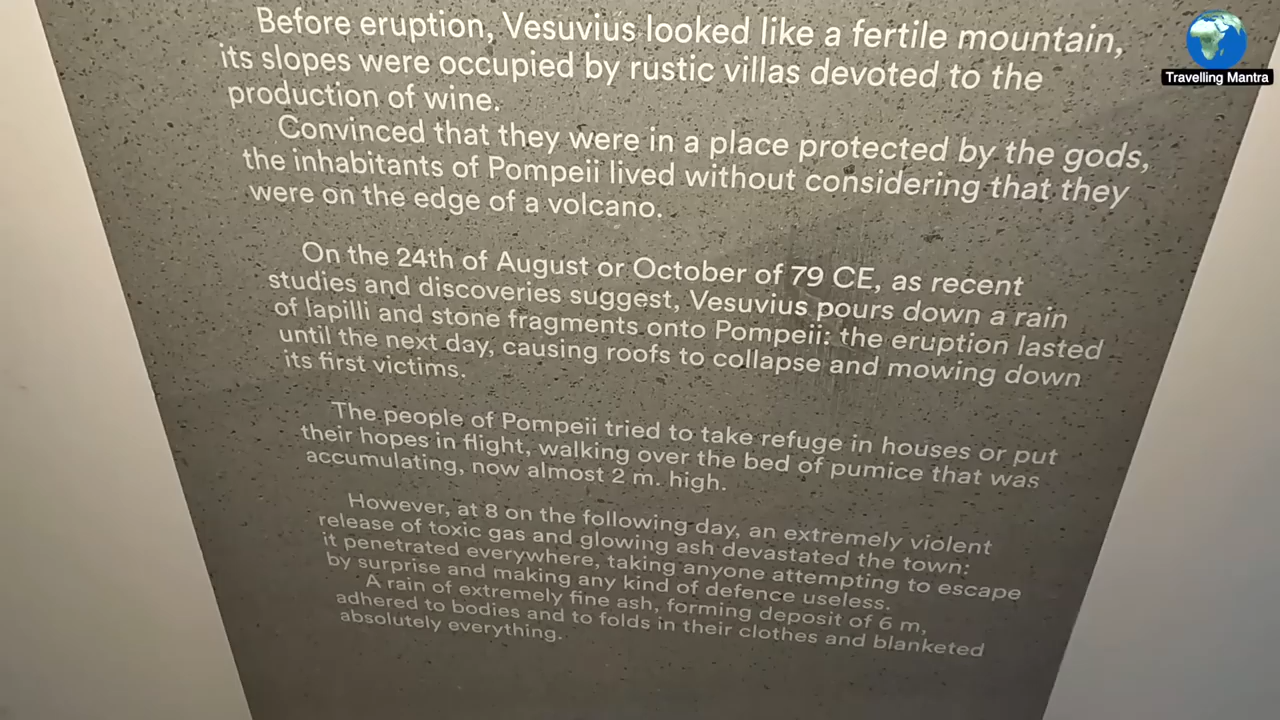 Before eruption, Vesuvius looked like a fertile mountain,
its slopes were occupied by rustic villas devoted to the
production of wine.
Convinced that they were in a place protected by the gods,
the inhabitants of Pompeii lived without considering that they
were on the edge of a volcano.
On the 24th of August or October of 79 CE, as recent
studies and discoveries suggest, Vesuvius pours down a rain
of lapilli and stone fragments onto Pompeii: the eruption lasted
until the next day, causing roofs to collapse and mowing down
its first victims.
The people of Pompeii tried to take refuge in houses or put
their hopes in flight, walking over the bed of pumice that was
accumulating, now almost 2 m. high.
However, at 8 on the following day, an extremely violent
release of toxic gas and glowing ash devastated the town:
it penetrated everywhere, taking anyone attempting to escape
by surprise and making any kind of defence useless.
A rain of extremely fine ash, forming deposit of 6 m,
adhered to bodies and to folds in their clothes and blanketed
absolutely everything.
Travelling Mantra